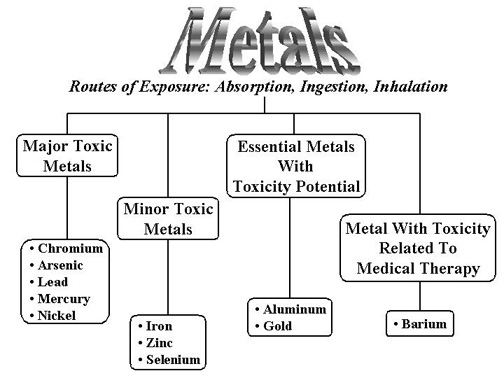 Metals
Routes of Exposure: Absorption, Ingestion, Inhalation
Major Toxic
Metals
• Chromium
• Arsenic
• Lead
• Mercury
• Nickel
Minor Toxic
Metals
• Iron
• Zinc
• Selenium
Essential Metals
With
Toxicity Potential
• Aluminum
• Gold
Metal With Toxicity
Related To
Medical Therapy
• Barium